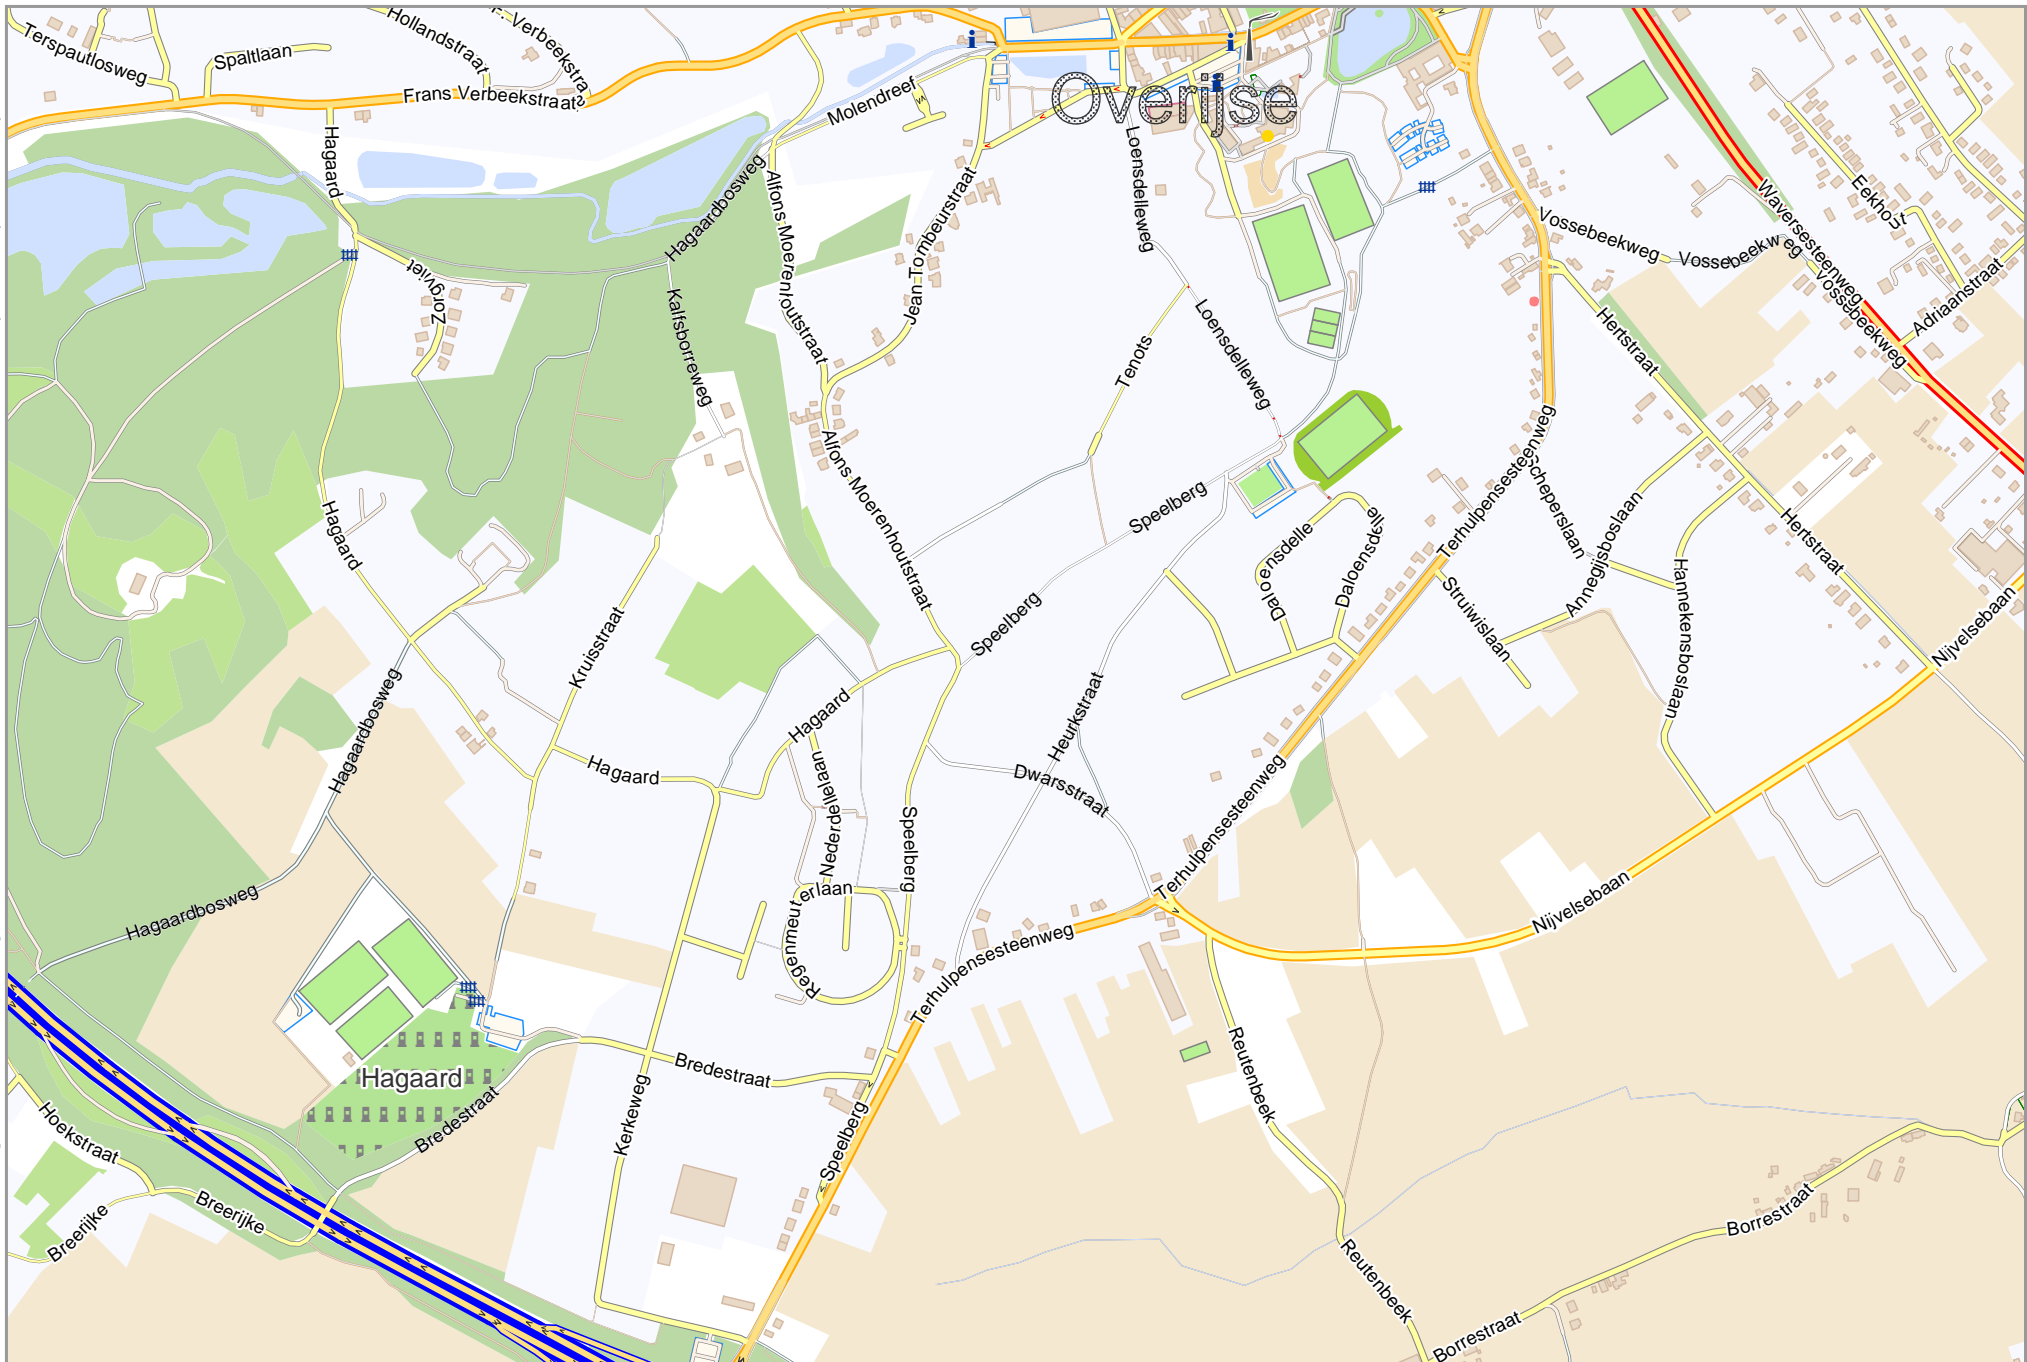 Terspautlosweg
Spaltlaan
Hollandstraat
F. Verbeekstra
Frans Verbeekstraat
Molendreef
Overijse
Hagaard
Hagaardbosweg
Alfons Moerenhoutstraat
Jean Tombeurstraat
Loensdelleweg
Zorgvliet
Kalfsborreweg
Vossebeekweg
Vossebeekweg
Waversesteenweg
Eekhout
Adriaanstraat
Vossebeekweg
Hertstraat
Tenots
Loensdelleweg
Alfons Moerenhoutstraat
Speelberg
Terhulpensesteenweg
Scheperslaan
Annegijsboslaan
Hertstraat
Hagaard
Daloensdelle
Daloensdelle
Struiwislaan
Hannekensboslaan
Nijvelsebaan
Speelberg
Kruisstraat
Hagaardbosweg
Hagaard
Hagaard
Heurkstraat
Dwarsstraat
Nederdellelaan
Speelberg
Terhulpensesteenweg
Regenmeuterlaan
Hagaardbosweg
Nijvelsebaan
Terhulpensesteenweg
Reutenbeek
Bredestraat
Hagaard
Bredestraat
Kerkeweg
Speelberg
Hoekstraat
Breerijke
Breerijke
Borrestraat
Reutenbeek
Borrestraat